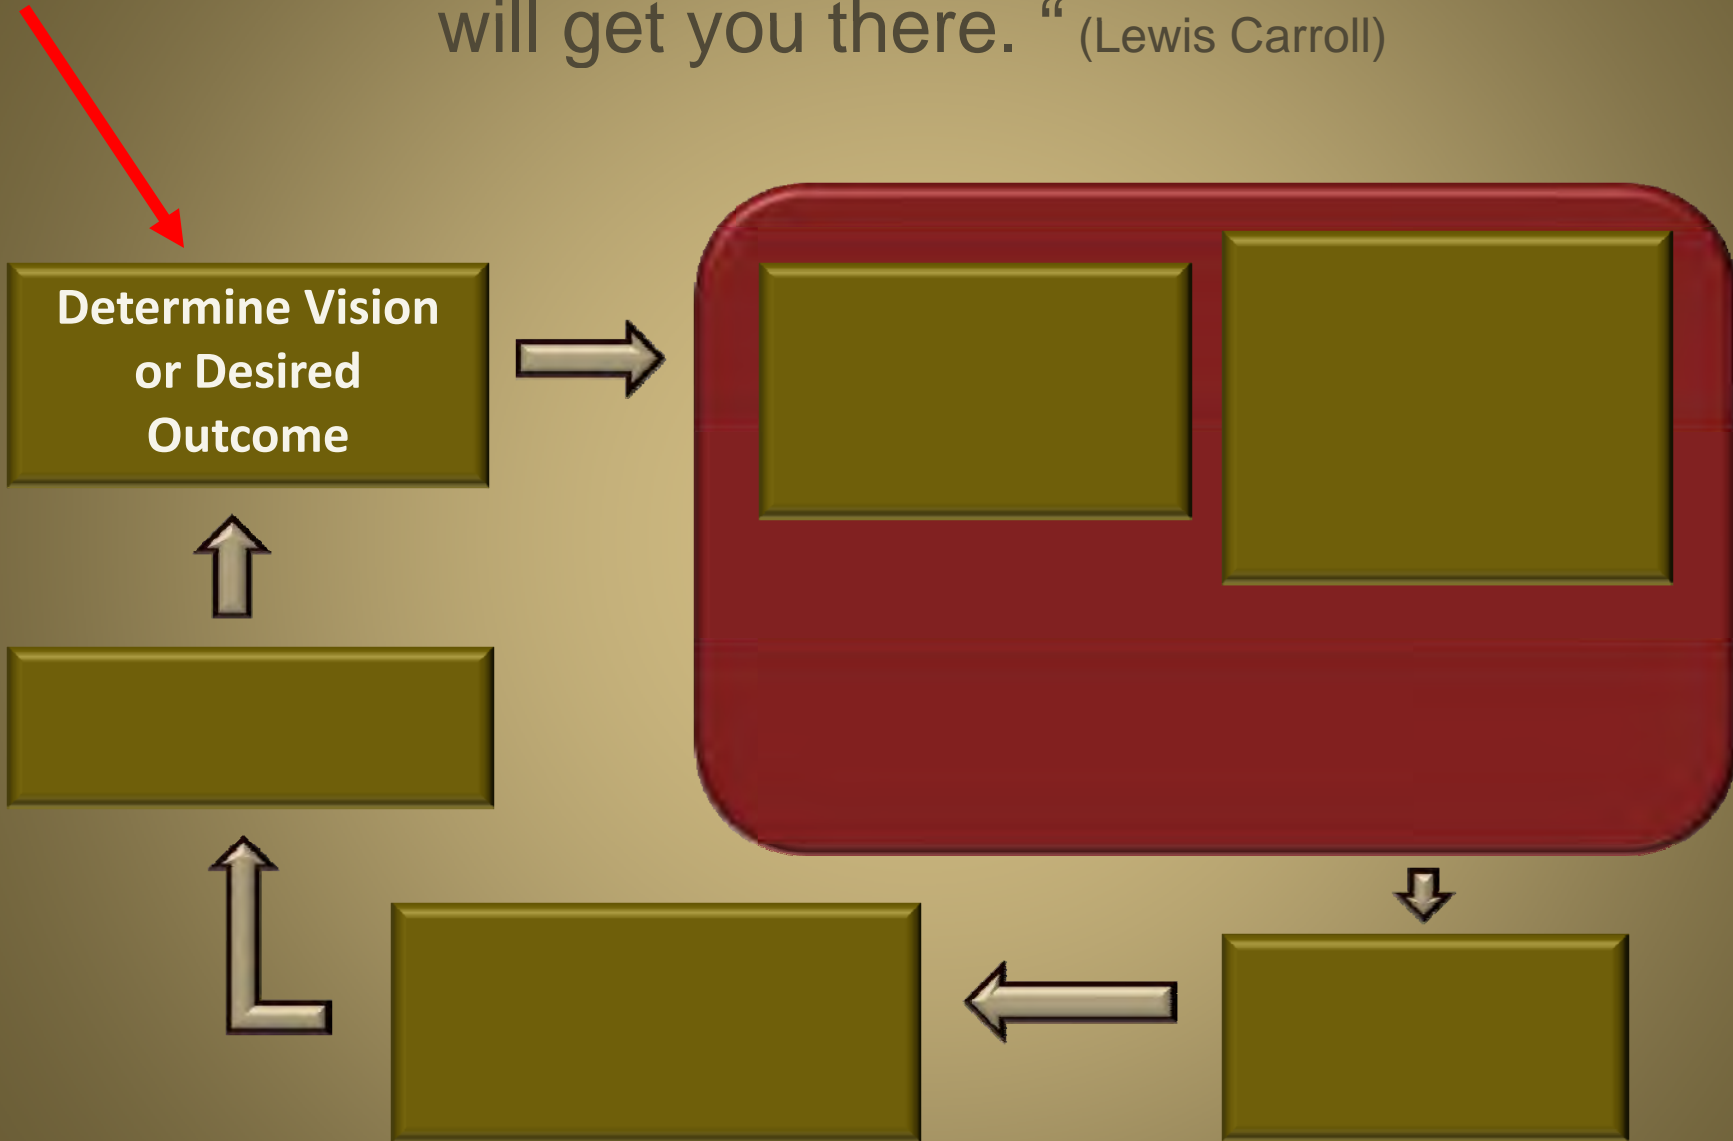 will get you there. “ (Lewis Carroll)
Determine Vision
or Desired
Outcome